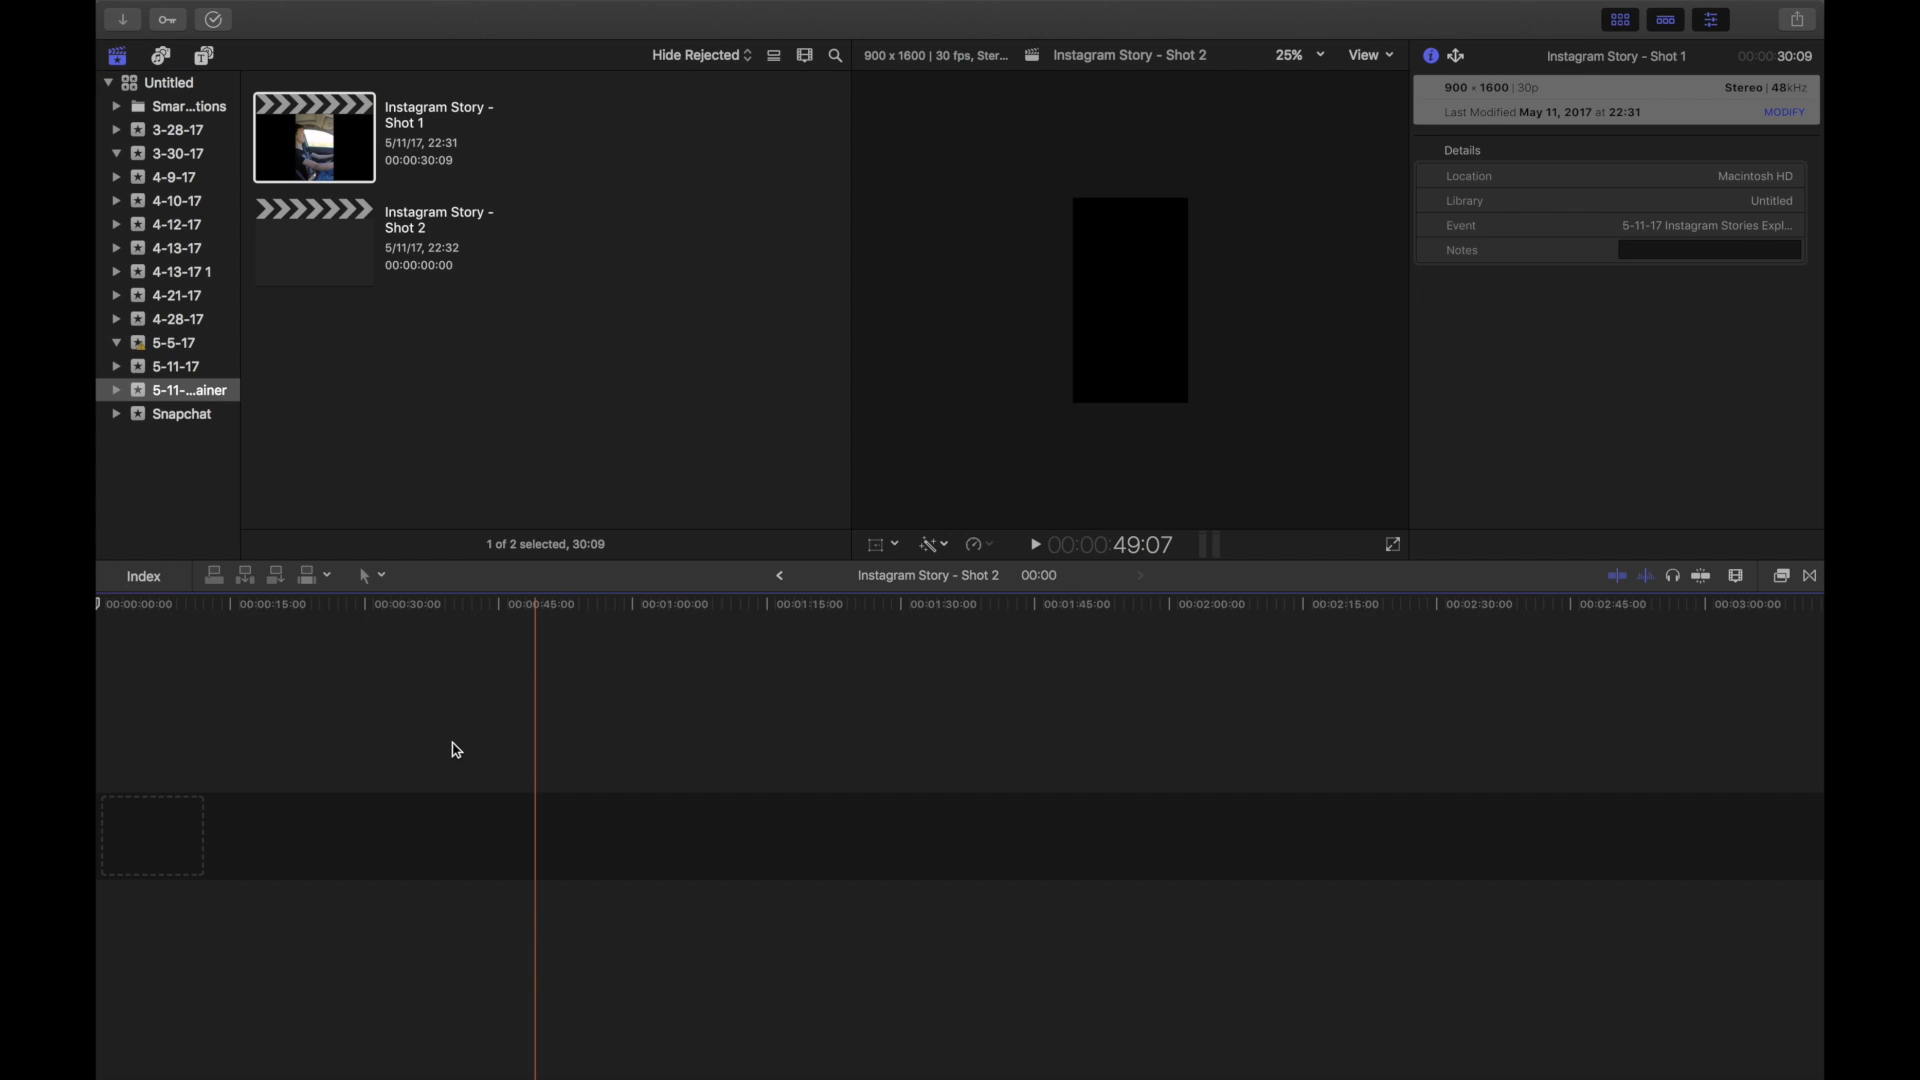 Hide Rejected
900 x 1600 | 30 fps, Ster...
Instagram Story - Shot 2
25%
View
Instagram Story - Shot 1
00:00:30:09
Untitled
Smar...tions
3-28-17
3-30-17
4-9-17
4-10-17
4-12-17
4-13-17
4-13-17 1
4-21-17
4-28-17
5-5-17
5-11-17
5-11-...ainer
Snapchat
Instagram Story -
Shot 1
5/11/17, 22:31
00:00:30:09
Instagram Story -
Shot 2
5/11/17, 22:32
00:00:00:00
1 of 2 selected, 30:09
900 × 1600 | 30p
Stereo | 48kHz
Last Modified May 11, 2017 at 22:31
MODIFY
Details
Location Macintosh HD
Library Untitled
Event 5-11-17 Instagram Stories Expl...
Notes
00:00:49:07
Index
Instagram Story - Shot 2 00:00
00:00:00:00 00:00:15:00 00:00:30:00 00:00:45:00 00:01:00:00 00:01:15:00 00:01:30:00 00:01:45:00 00:02:00:00 00:02:15:00 00:02:30:00 00:02:45:00 00:03:00:00